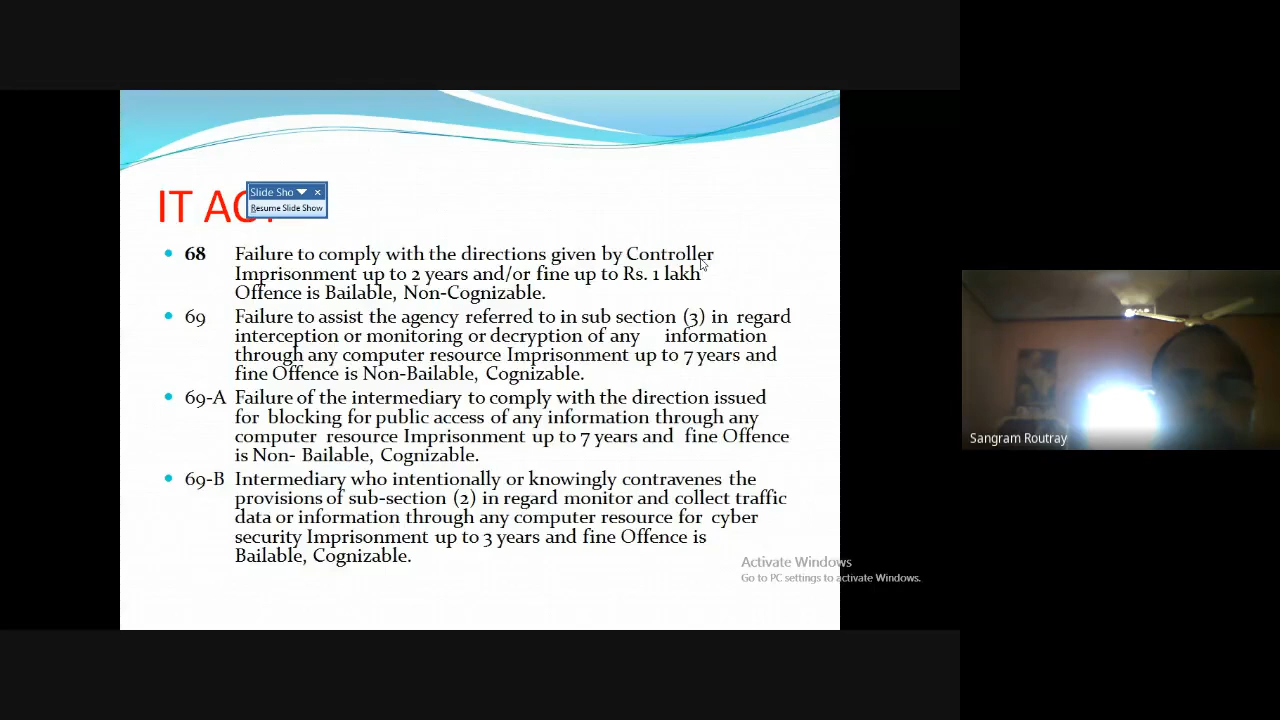 IT AC
Slide Sho
Resume Slide Show
68 Failure to comply with the directions given by Controller
Imprisonment up to 2 years and/or fine up to Rs. 1 lakh
Offence is Bailable, Non-Cognizable.
69 Failure to assist the agency referred to in sub section (3) in regard
interception or monitoring or decryption of any information
through any computer resource Imprisonment up to 7 years and
fine Offence is Non-Bailable, Cognizable.
69-A Failure of the intermediary to comply with the direction issued
for blocking for public access of any information through any
computer resource Imprisonment up to 7 years and fine Offence
is Non- Bailable, Cognizable.
69-B Intermediary who intentionally or knowingly contravenes the
provisions of sub-section (2) in regard monitor and collect traffic
data or information through any computer resource for cyber
security Imprisonment up to 3 years and fine Offence is
Bailable, Cognizable.
Activate Windows
Go to PC settings to activate Windows.
Sangram Routray